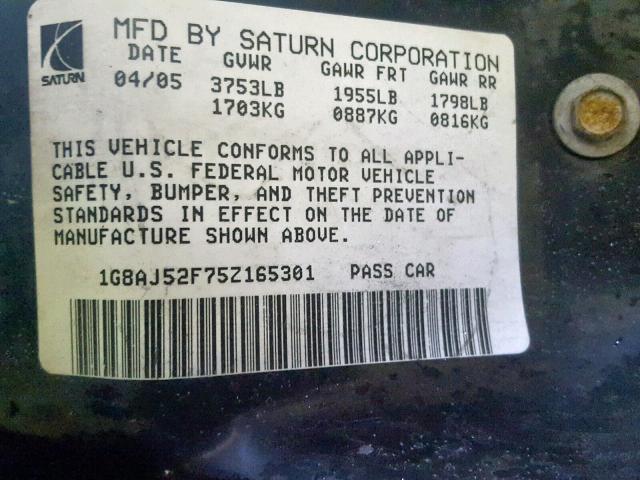 SATURN
MFD BY SATURN CORPORATION
DATE GVWR GAWR FRT GAWR RR
04/05 3753LB 1955LB 1798LB
1703KG 0887KG 0816KG
THIS VEHICLE CONFORMS TO ALL APPLI-
CABLE U.S. FEDERAL MOTOR VEHICLE
SAFETY, BUMPER, AND THEFT PREVENTION
STANDARDS IN EFFECT ON THE DATE OF
MANUFACTURE SHOWN ABOVE.
1G8AJ52F75Z165301 PASS CAR